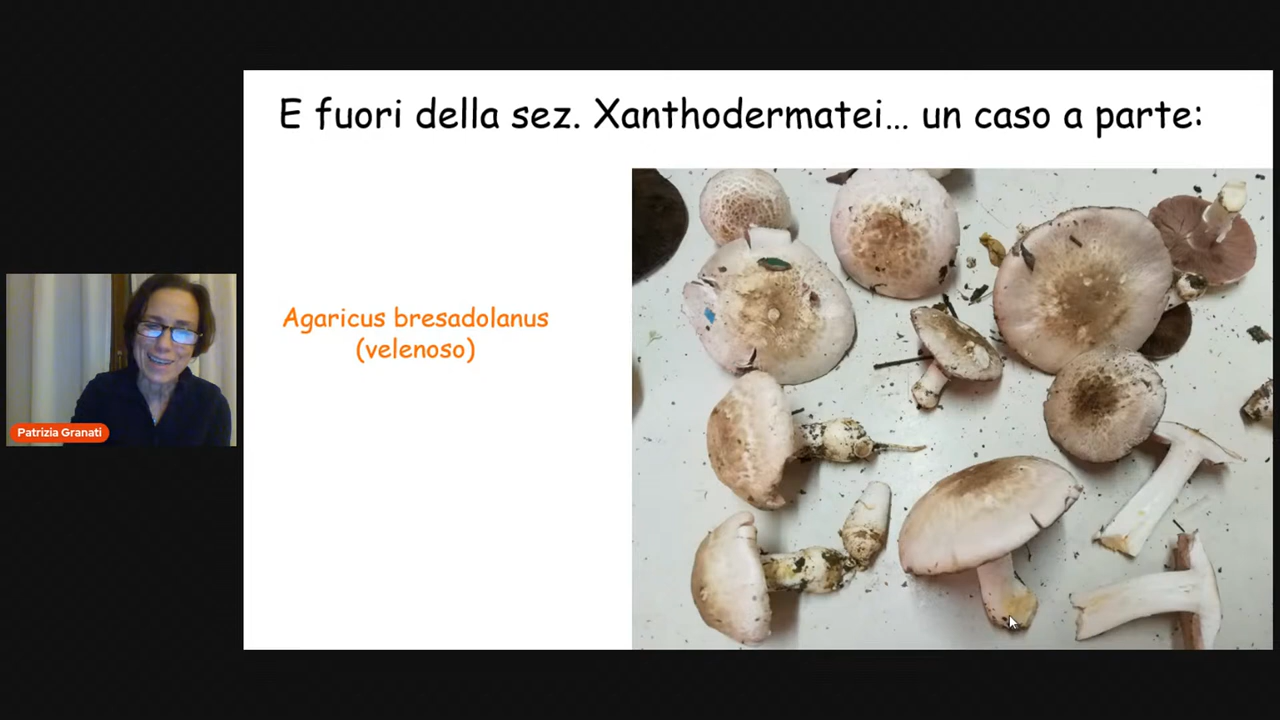 E fuori della sez. Xanthodermatei... un caso a parte:
Agaricus bresadolanus
(velenoso)
Patrizia Granati